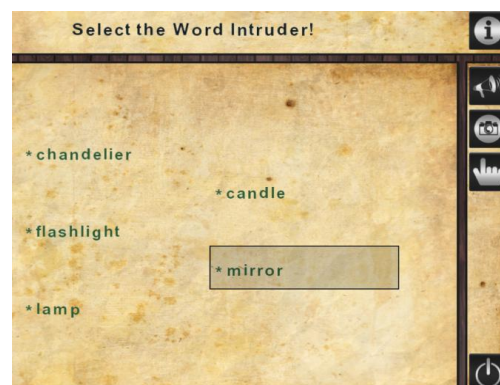 Select the Word Intruder!
* chandelier
* candle
* flashlight
* mirror
* lamp